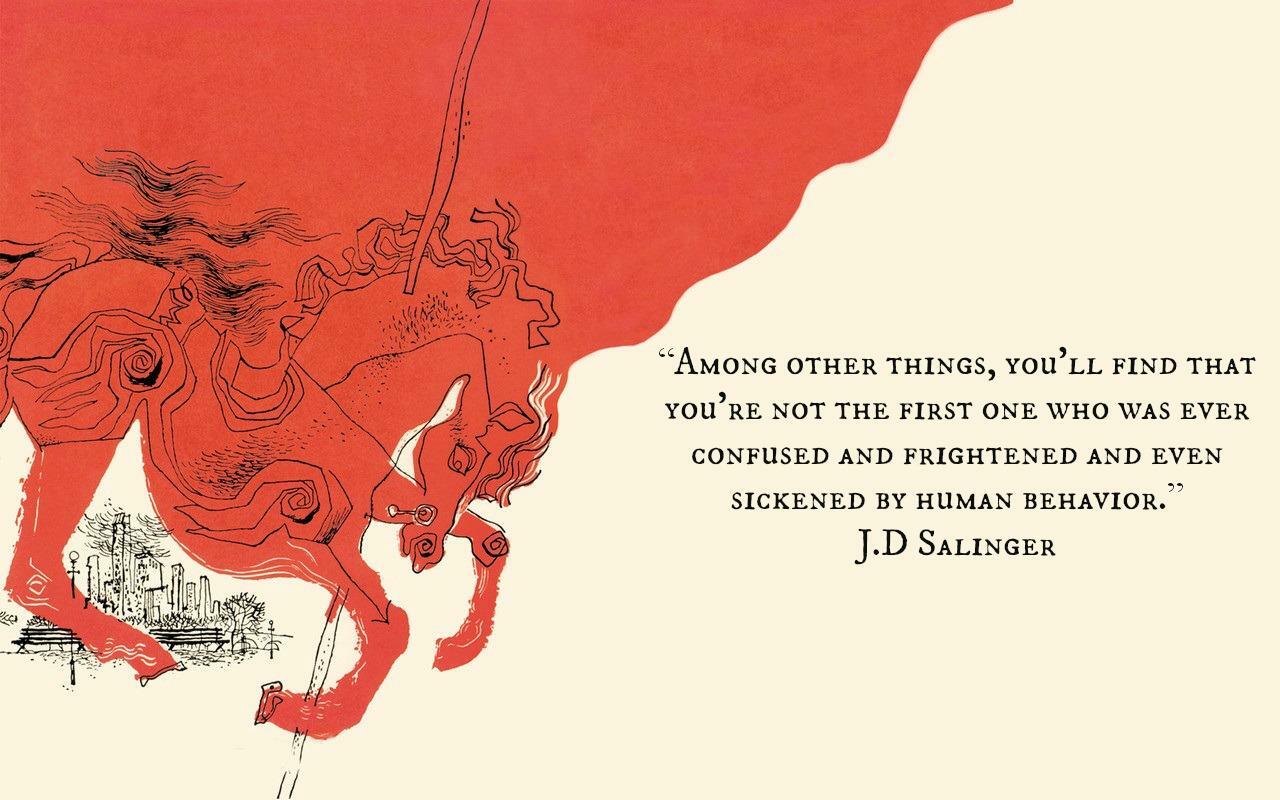 “Among other things, you’ll find that
you’re not the first one who was ever
confused and frightened and even
sickened by human behavior.”
J.D Salinger